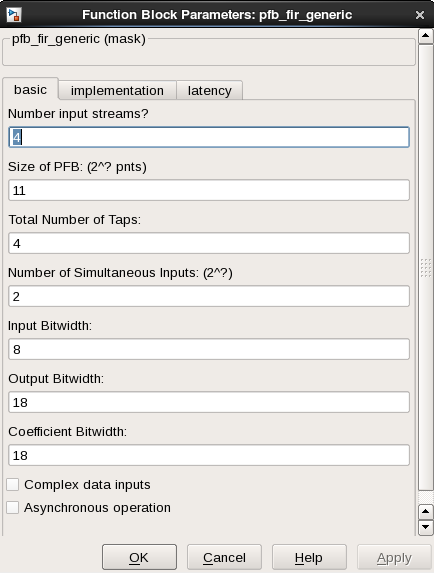 Function Block Parameters: pfb_fir_generic
pfb_fir_generic (mask)
basic implementation latency
Number input streams?
4
Size of PFB: (2^? pnts)
11
Total Number of Taps:
4
Number of Simultaneous Inputs: (2^?)
2
Input Bitwidth:
8
Output Bitwidth:
18
Coefficient Bitwidth:
18
Complex data inputs
Asynchronous operation
OK Cancel Help Apply